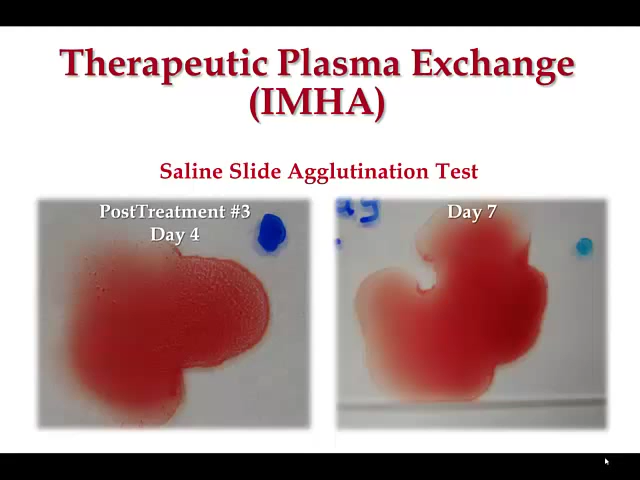 Therapeutic Plasma Exchange
(IMHA)
Saline Slide Agglutination Test
PostTreatment #3
Day 4
Day 7